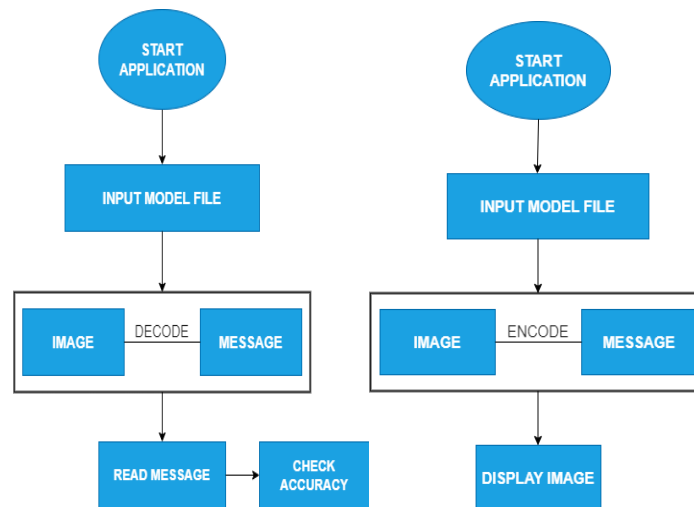 START
APPLICATION
INPUT MODEL FILE
IMAGE
DECODE
MESSAGE
READ MESSAGE
CHECK
ACCURACY
START
APPLICATION
INPUT MODEL FILE
IMAGE
ENCODE
MESSAGE
DISPLAY IMAGE